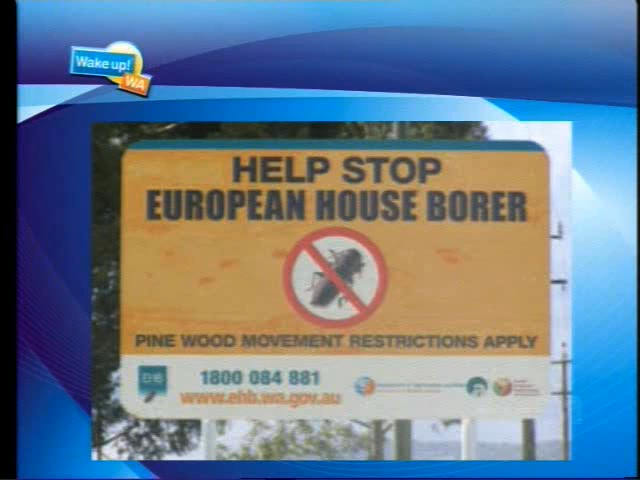 Wake up!
WA
HELP STOP
EUROPEAN HOUSE BORER
PINE WOOD MOVEMENT RESTRICTIONS APPLY
1800 084 881
www.ehb.wa.gov.au